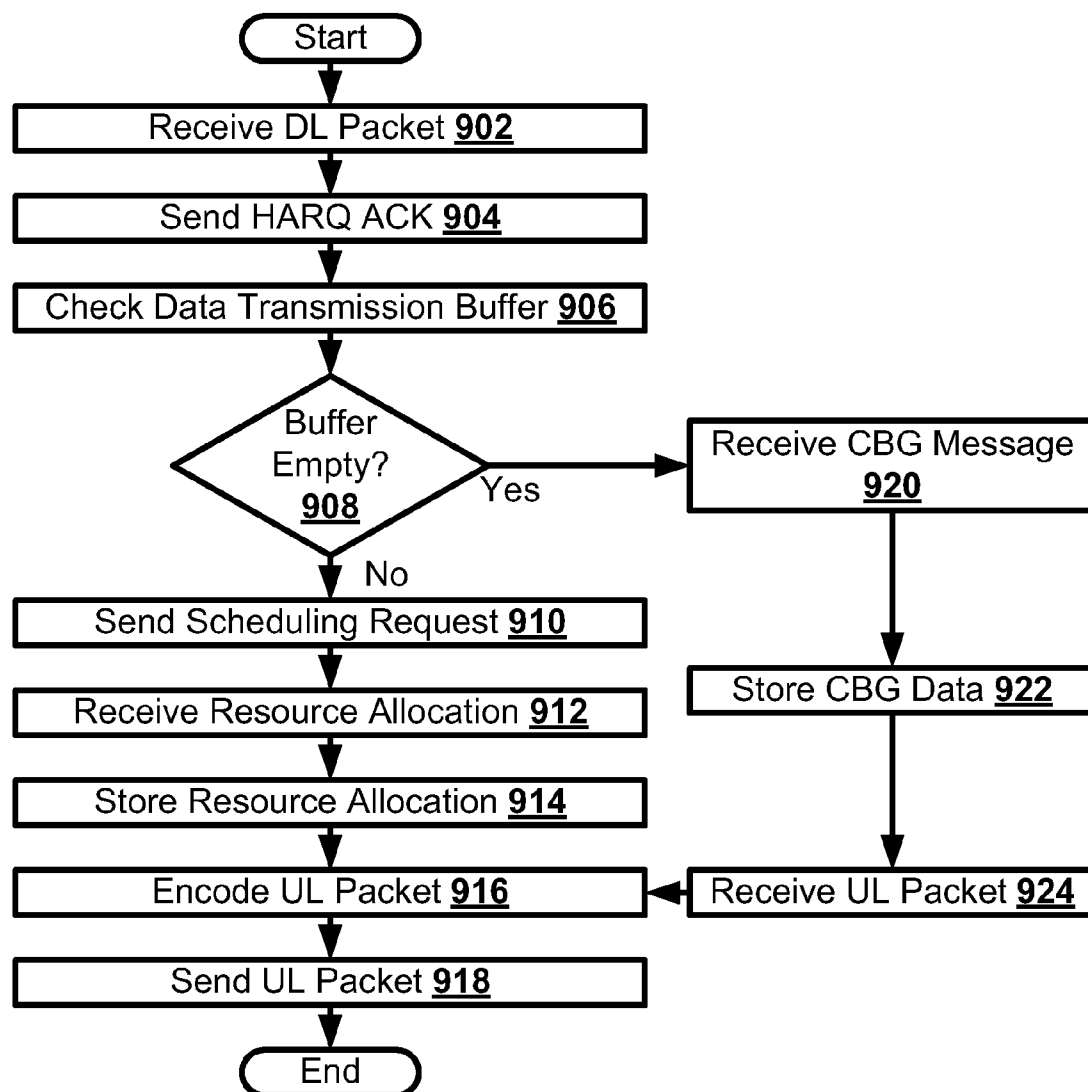 Start
Receive DL Packet 902
Send HARQ ACK 904
Check Data Transmission Buffer 906
Buffer
Empty?
908
Yes
No
Send Scheduling Request 910
Receive Resource Allocation 912
Store Resource Allocation 914
Encode UL Packet 916
Send UL Packet 918
End
Receive CBG Message
920
Store CBG Data 922
Receive UL Packet 924